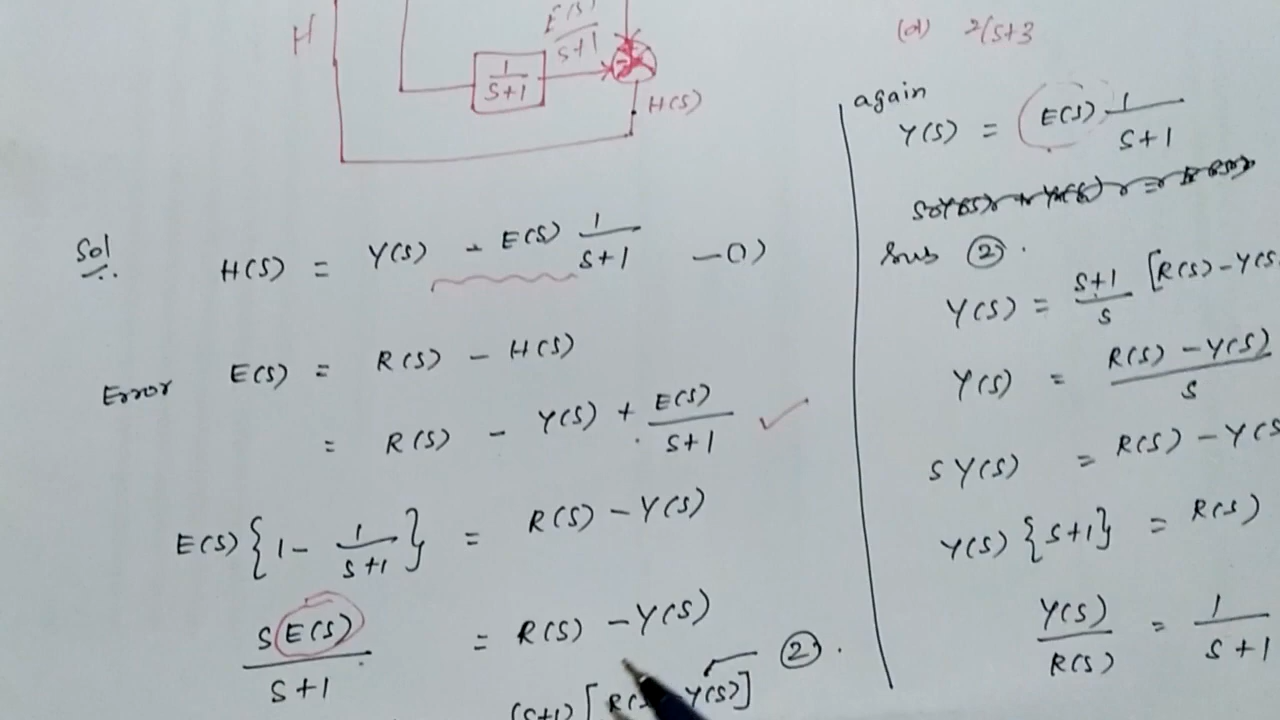 H
E(S)
S+1
1
S+1
H(S)
(d) 2(S+3
Sol
H(S) = Y(S) - E(S) 1/S+1 —(1)
Error E(S) = R(S) - H(S)
= R(S) - Y(S) + E(S)/S+1 ✓
E(S){1 - 1/S+1} = R(S) - Y(S)
S E(S)/S+1 = R(S) - Y(S) ②.
(S+1)[R(S) Y(S)]
again
Y(S) = E(S) 1/S+1
Sub ②.
Y(S) = S+1/S [R(S) - Y(S)
Y(S) = R(S) - Y(S)/S
S Y(S) = R(S) - Y(S
Y(S){S+1} = R(S)
Y(S)/R(S) = 1/S+1